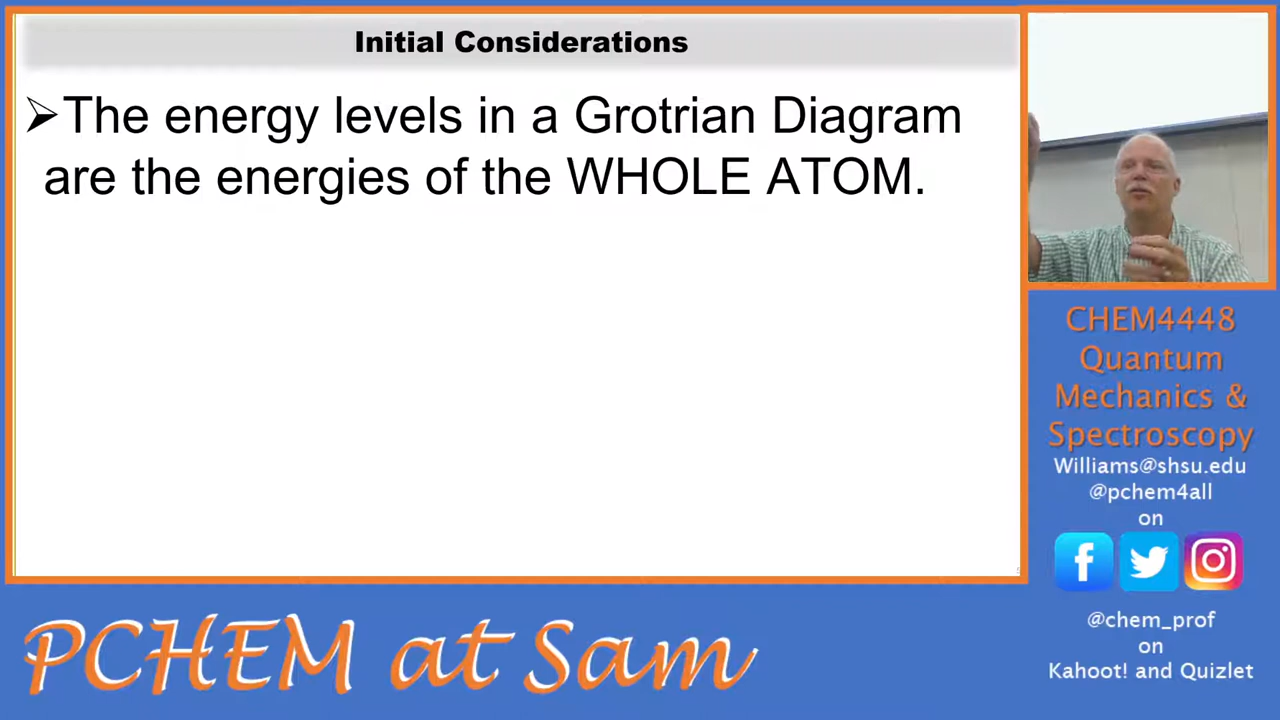 Initial Considerations
➢The energy levels in a Grotrian Diagram
are the energies of the WHOLE ATOM.
CHEM4448
Quantum
Mechanics &
Spectroscopy
Williams@shsu.edu
@pchem4all
on
@chem_prof
on
Kahoot! and Quizlet
PCHEM at Sam